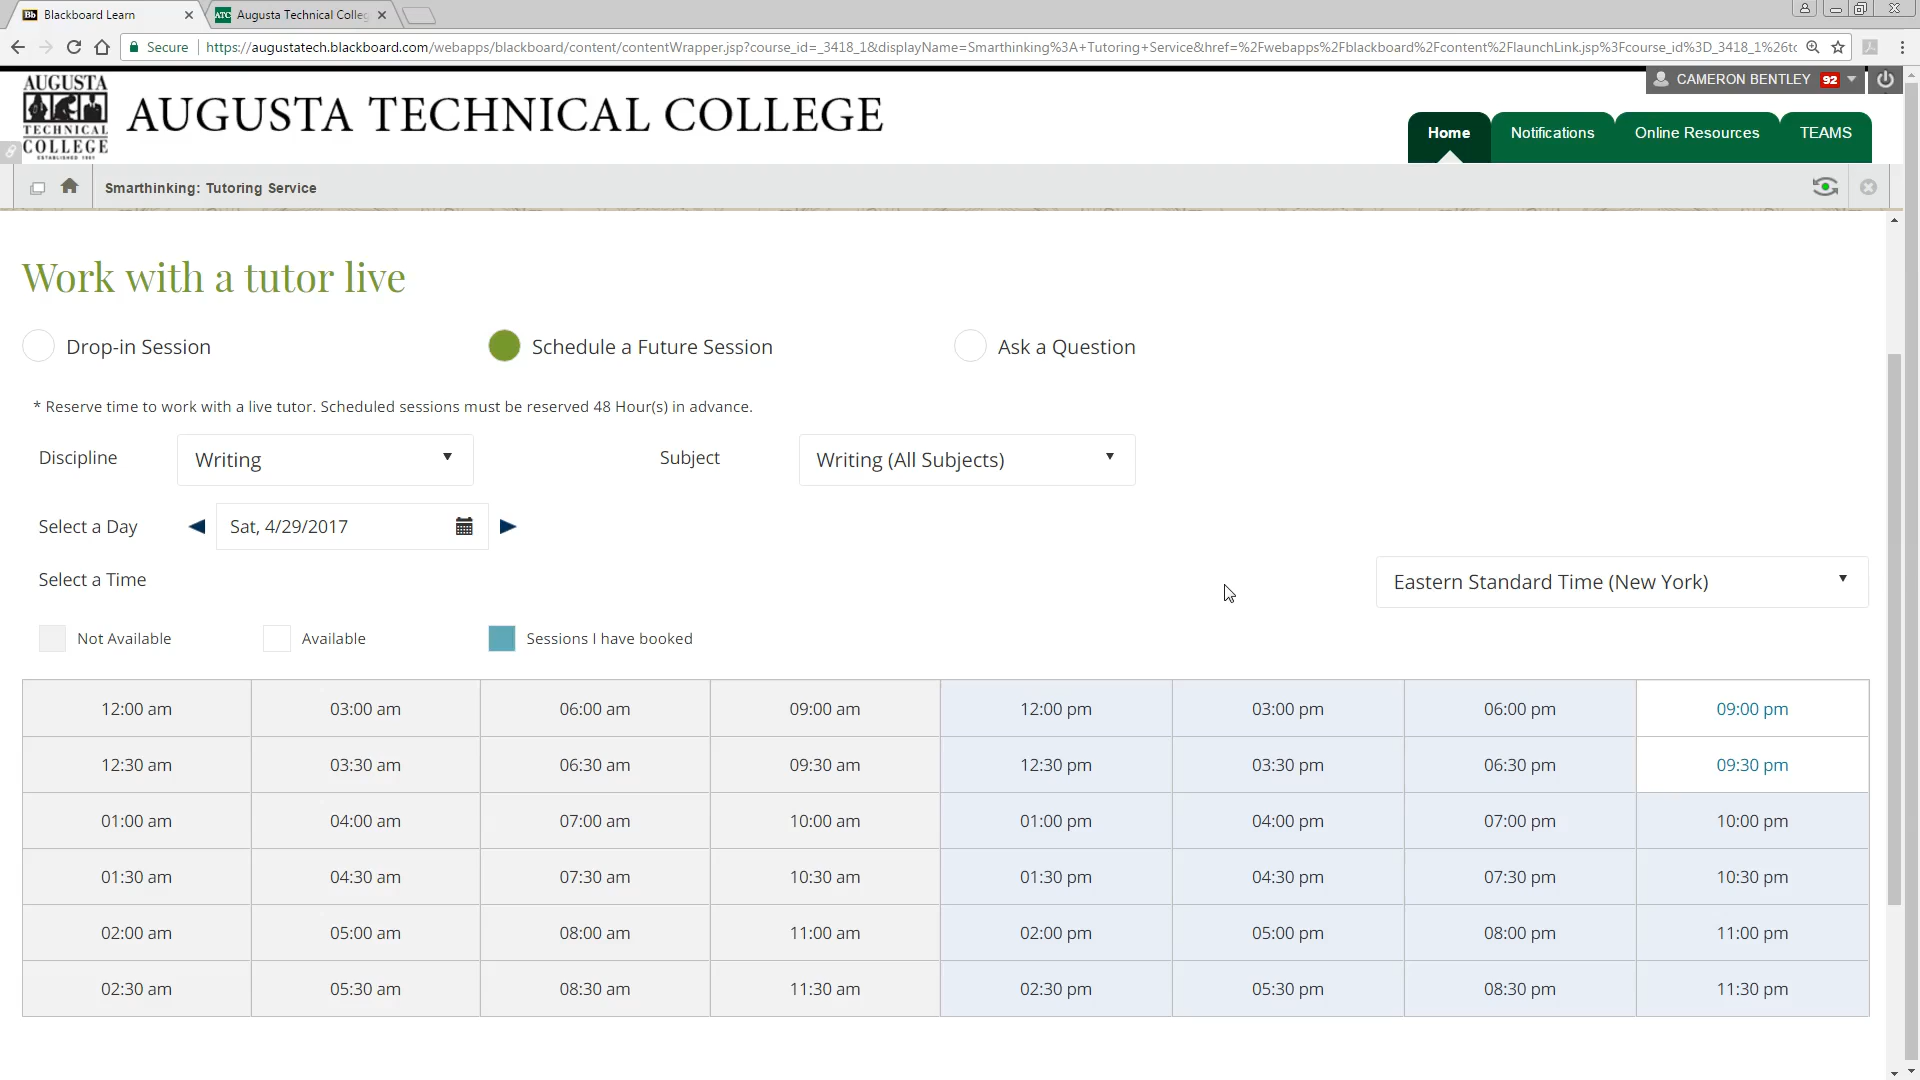 Blackboard Learn
ATC Augusta Technical Colleg
Secure https://augustatech.blackboard.com/webapps/blackboard/content/contentWrapper.jsp?course_id=_3418_1&displayName=Smarthinking%3A+Tutoring+Service&href=%2Fwebapps%2Fblackboard%2Fcontent%2FlaunchLink.jsp%3Fcourse_id%3D_3418_1%26to
AUGUSTA
TECHNICAL
COLLEGE
ESTABLISHED 1961
AUGUSTA TECHNICAL COLLEGE
CAMERON BENTLEY 92
Home Notifications Online Resources TEAMS
Smarthinking: Tutoring Service
Work with a tutor live
Drop-in Session Schedule a Future Session Ask a Question
* Reserve time to work with a live tutor. Scheduled sessions must be reserved 48 Hour(s) in advance.
Discipline Writing Subject Writing (All Subjects)
Select a Day Sat, 4/29/2017
Select a Time Eastern Standard Time (New York)
Not Available Available Sessions I have booked
12:00 am 03:00 am 06:00 am 09:00 am 12:00 pm 03:00 pm 06:00 pm 09:00 pm
12:30 am 03:30 am 06:30 am 09:30 am 12:30 pm 03:30 pm 06:30 pm 09:30 pm
01:00 am 04:00 am 07:00 am 10:00 am 01:00 pm 04:00 pm 07:00 pm 10:00 pm
01:30 am 04:30 am 07:30 am 10:30 am 01:30 pm 04:30 pm 07:30 pm 10:30 pm
02:00 am 05:00 am 08:00 am 11:00 am 02:00 pm 05:00 pm 08:00 pm 11:00 pm
02:30 am 05:30 am 08:30 am 11:30 am 02:30 pm 05:30 pm 08:30 pm 11:30 pm